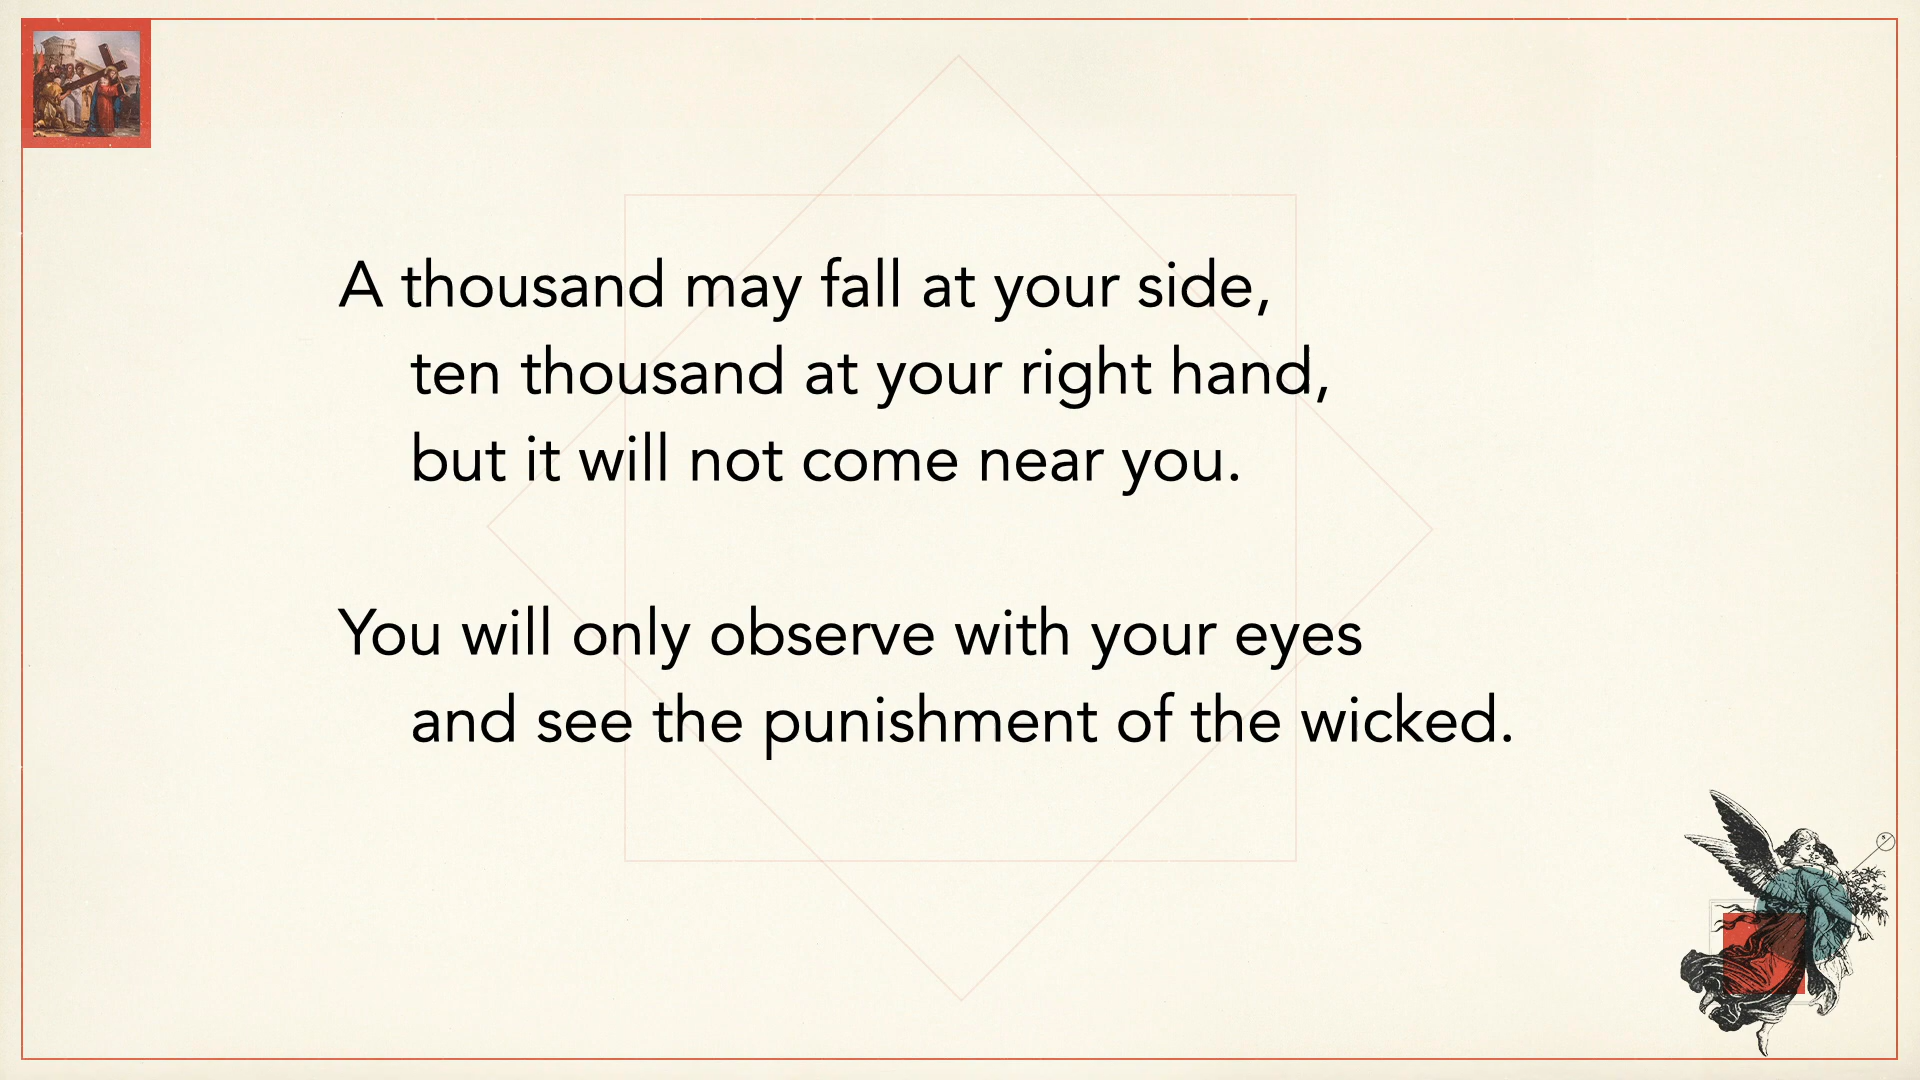 A thousand may fall at your side,
ten thousand at your right hand,
but it will not come near you.
You will only observe with your eyes
and see the punishment of the wicked.